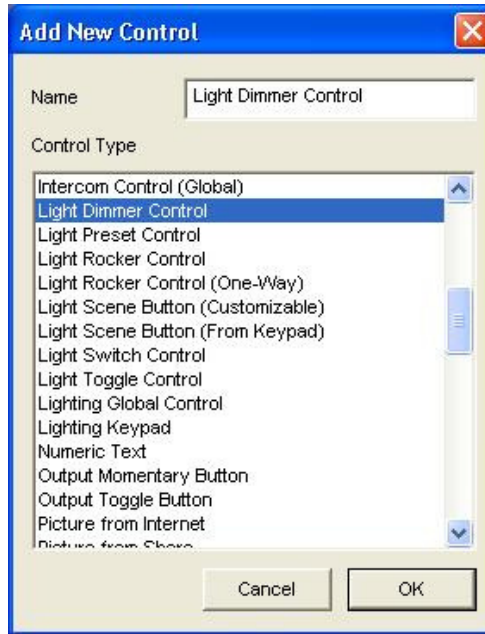 Add New Control
Name
Light Dimmer Control
Control Type
Intercom Control (Global)
Light Dimmer Control
Light Preset Control
Light Rocker Control
Light Rocker Control (One-Way)
Light Scene Button (Customizable)
Light Scene Button (From Keypad)
Light Switch Control
Light Toggle Control
Lighting Global Control
Lighting Keypad
Numeric Text
Output Momentary Button
Output Toggle Button
Picture from Internet
Picture from Share
Cancel
OK